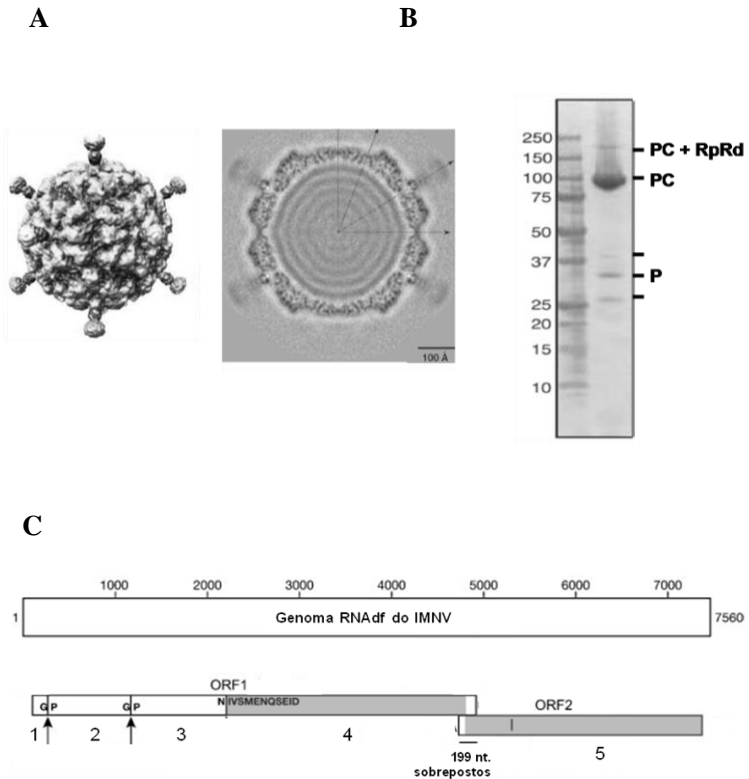 A
B
100 Å
250
150
100
75
50
37
25
20
15
10
PC + RpRd
PC
P
C
1000 2000 3000 4000 5000 6000 7000
1 Genoma RNAdf do IMNV 7560
ORF1
G P G P NIVSMENQSEID
ORF2
1 2 3 4 5
199 nt.
sobrepostos